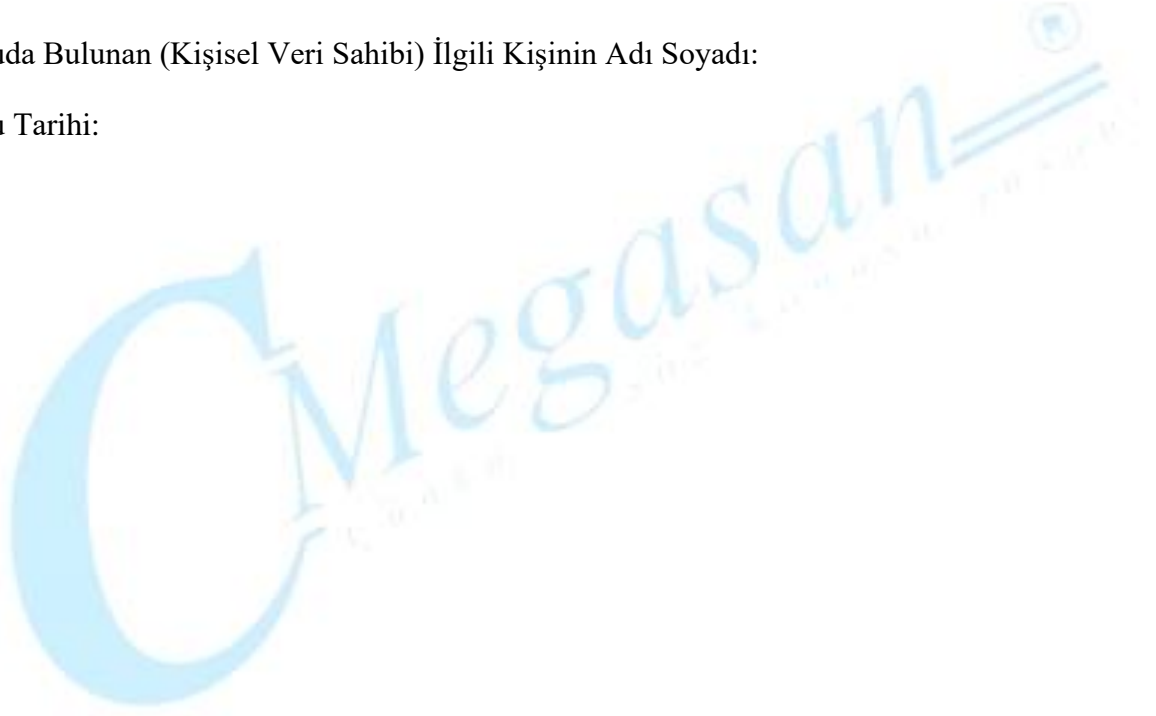 uda Bulunan (Kişisel Veri Sahibi) İlgili Kişinin Adı Soyadı:
u Tarihi:
Megasan